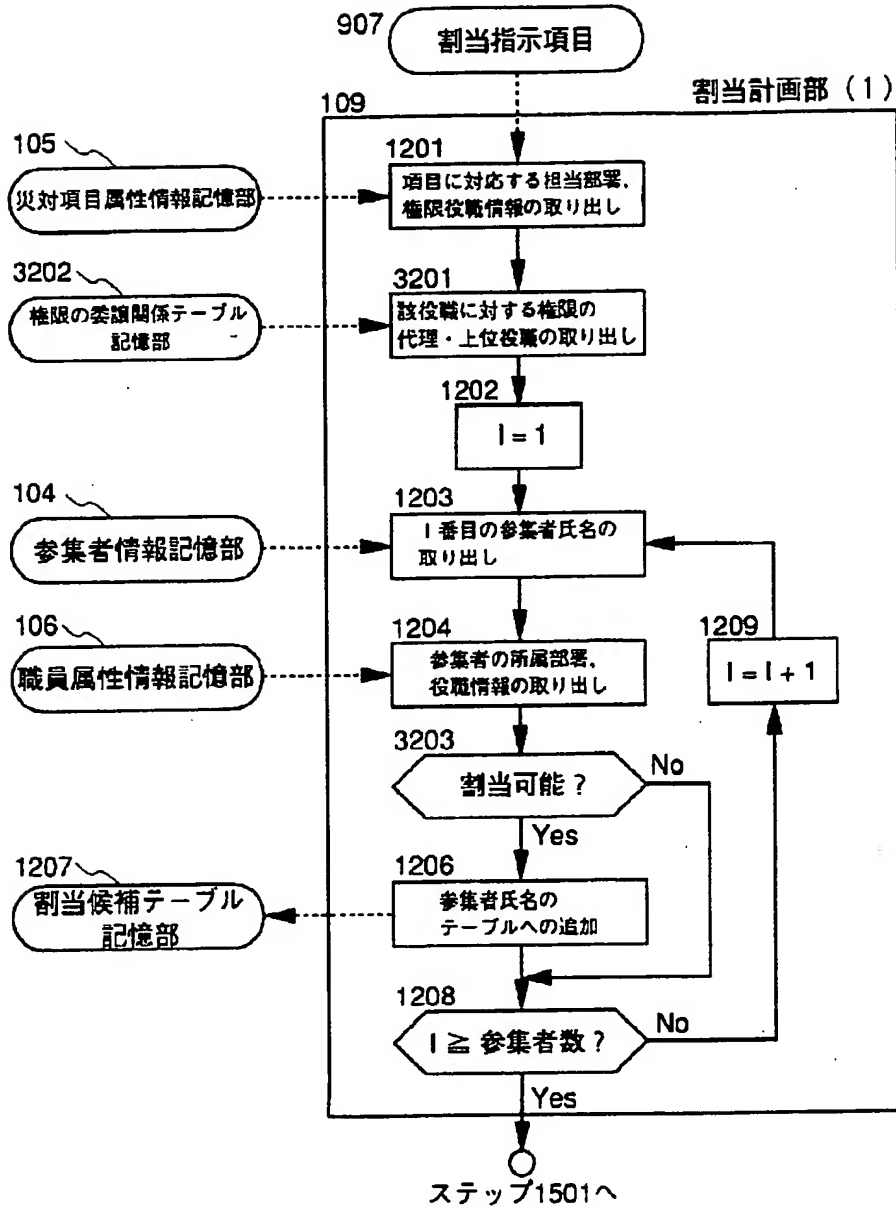 907
割当指示項目
109
割当計画部（1）
105
災対項目属性情報記憶部
1201
項目に対応する担当部署,
権限役職情報の取り出し
3202
権限の委譲関係テーブル
記憶部
3201
該役職に対する権限の
代理・上位役職の取り出し
1202
I = 1
104
参集者情報記憶部
1203
I 番目の参集者氏名の
取り出し
106
職員属性情報記憶部
1204
参集者の所属部署,
役職情報の取り出し
1209
I = I + 1
3203
割当可能？
No
Yes
1207
割当候補テーブル
記憶部
1206
参集者氏名の
テーブルへの追加
1208
I ≧ 参集者数？
No
Yes
ステップ1501へ